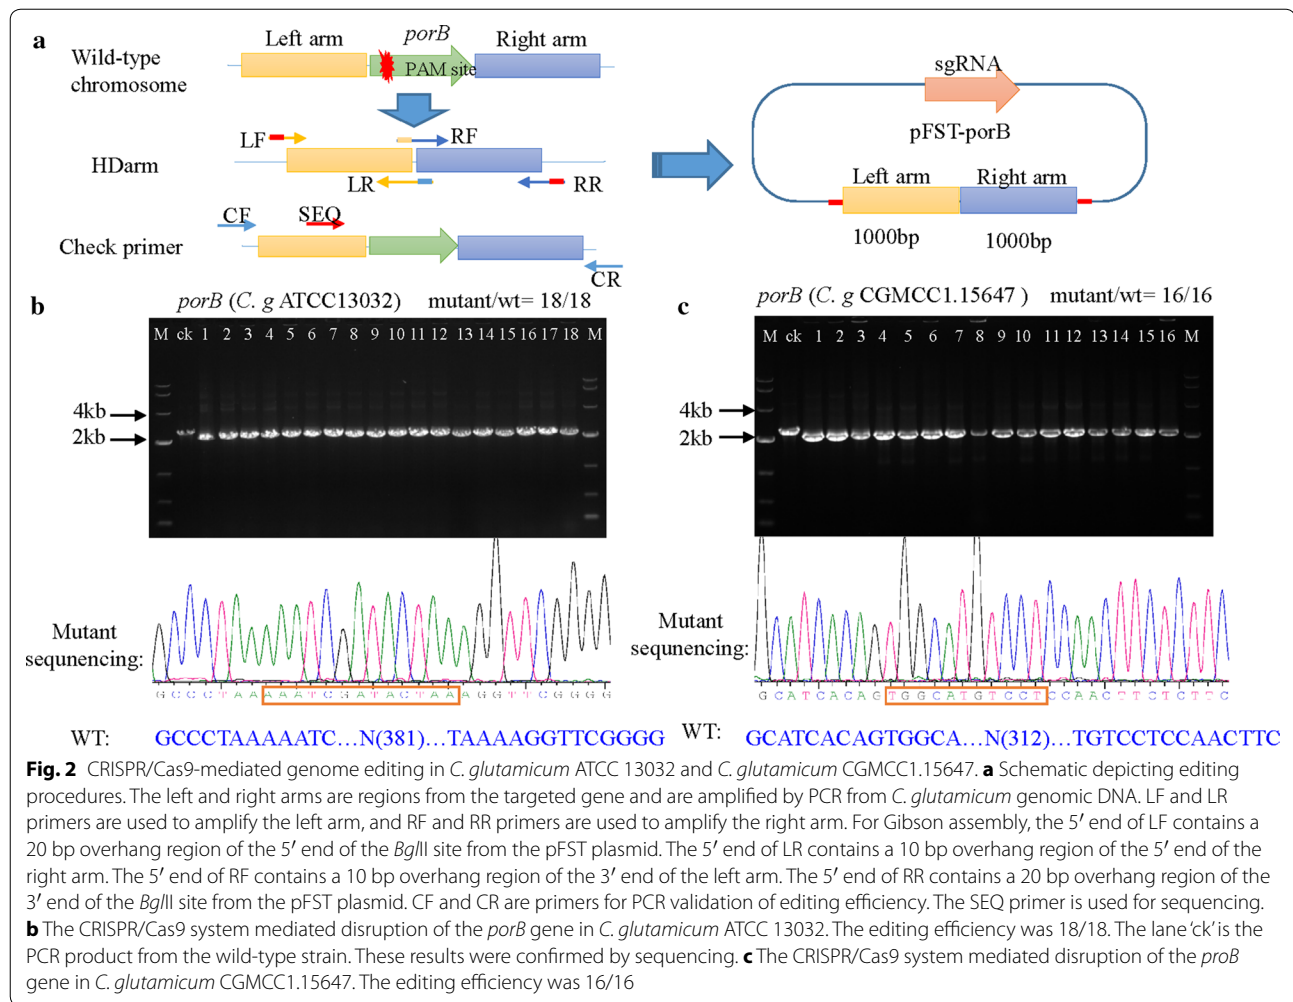 a
Wild-type
chromosome
Left arm
porB
Right arm
PAM site
sgRNA
pFST-porB
Left arm
Right arm
1000bp
1000bp
HDarm
LF
RF
LR
RR
Check primer
CF
SEQ
CR
b
porB (C. g ATCC13032) mutant/wt= 18/18
M ck 1 2 3 4 5 6 7 8 9 10 11 12 13 14 15 16 17 18 M
4kb
2kb
Mutant
sequnencing:
GCCCTAAAAATCGATACTAAAGGTTCGGGG
WT: GCCCTAAAAATC...N(381)...TAAAAGGTTCGGGG
c
porB (C. g CGMCC1.15647 ) mutant/wt= 16/16
M ck 1 2 3 4 5 6 7 8 9 10 11 12 13 14 15 16 M
4kb
2kb
Mutant
sequnencing:
GCATCACAGTGGCATGTCCTCCAACCTCTCTCC
WT: GCATCACAGTGGCA...N(312)...TGTCCTCCAACTTC
Fig. 2 CRISPR/Cas9-mediated genome editing in C. glutamicum ATCC 13032 and C. glutamicum CGMCC1.15647. a Schematic depicting editing
procedures. The left and right arms are regions from the targeted gene and are amplified by PCR from C. glutamicum genomic DNA. LF and LR
primers are used to amplify the left arm, and RF and RR primers are used to amplify the right arm. For Gibson assembly, the 5′ end of LF contains a
20 bp overhang region of the 5′ end of the BglII site from the pFST plasmid. The 5′ end of LR contains a 10 bp overhang region of the 5′ end of the
right arm. The 5′ end of RF contains a 10 bp overhang region of the 3′ end of the left arm. The 5′ end of RR contains a 20 bp overhang region of the
3′ end of the BglII site from the pFST plasmid. CF and CR are primers for PCR validation of editing efficiency. The SEQ primer is used for sequencing.
b The CRISPR/Cas9 system mediated disruption of the porB gene in C. glutamicum ATCC 13032. The editing efficiency was 18/18. The lane 'ck' is the
PCR product from the wild-type strain. These results were confirmed by sequencing. c The CRISPR/Cas9 system mediated disruption of the proB
gene in C. glutamicum CGMCC1.15647. The editing efficiency was 16/16